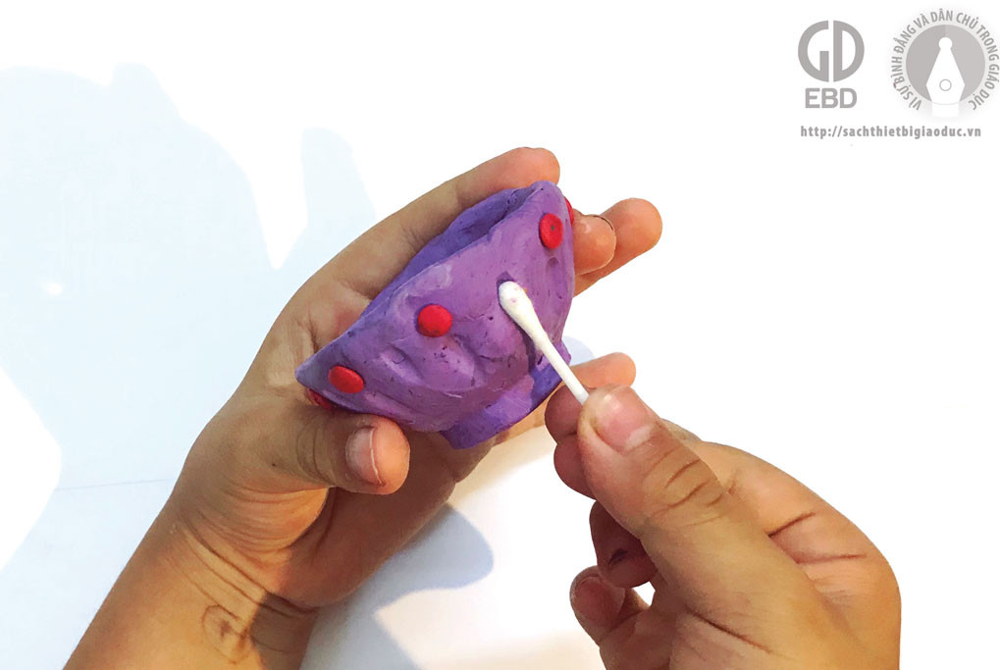 GD
EBD
VÌ SỰ BÌNH ĐẲNG VÀ DÂN CHỦ TRONG GIÁO DỤC
http://sachthietbigiaoduc.vn